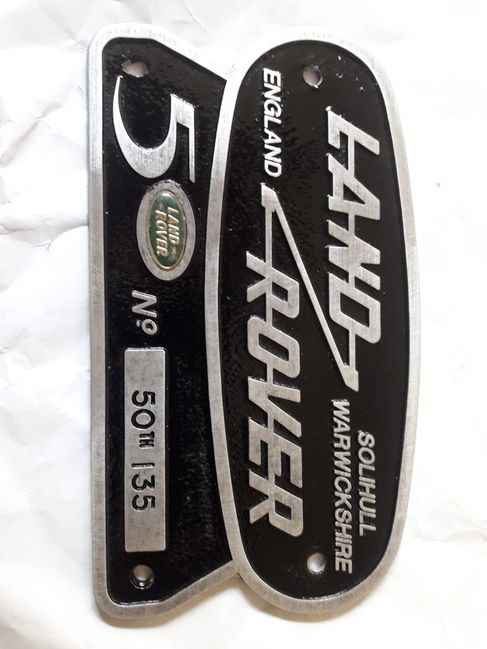 LAND
SOLIHULL
WARWICKSHIRE
ENGLAND
ROVER
5
LAND
ROVER
Nº
50TH 135